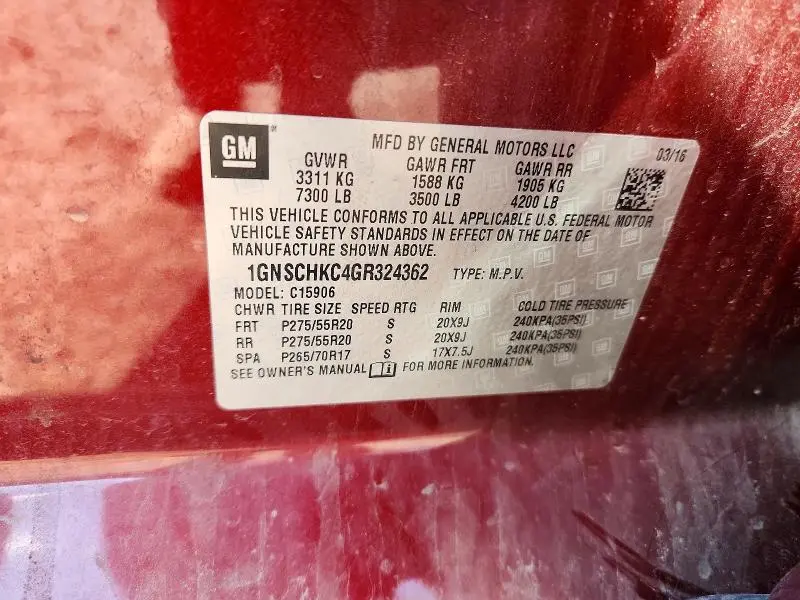 GM
MFD BY GENERAL MOTORS LLC 03/16
GVWR GAWR FRT GAWR RR
3311 KG 1588 KG 1905 KG
7300 LB 3500 LB 4200 LB
THIS VEHICLE CONFORMS TO ALL APPLICABLE U.S. FEDERAL MOTOR
VEHICLE SAFETY STANDARDS IN EFFECT ON THE DATE OF
MANUFACTURE SHOWN ABOVE.
1GNSCHKC4GR324362 TYPE: M.P.V.
MODEL: C15906
CHWR TIRE SIZE SPEED RTG RIM COLD TIRE PRESSURE
FRT P275/55R20 S 20X9J 240KPA(35PSI)
RR P275/55R20 S 20X9J 240KPA(35PSI)
SPA P265/70R17 S 17X7.5J 240KPA(35PSI)
SEE OWNER'S MANUAL FOR MORE INFORMATION.